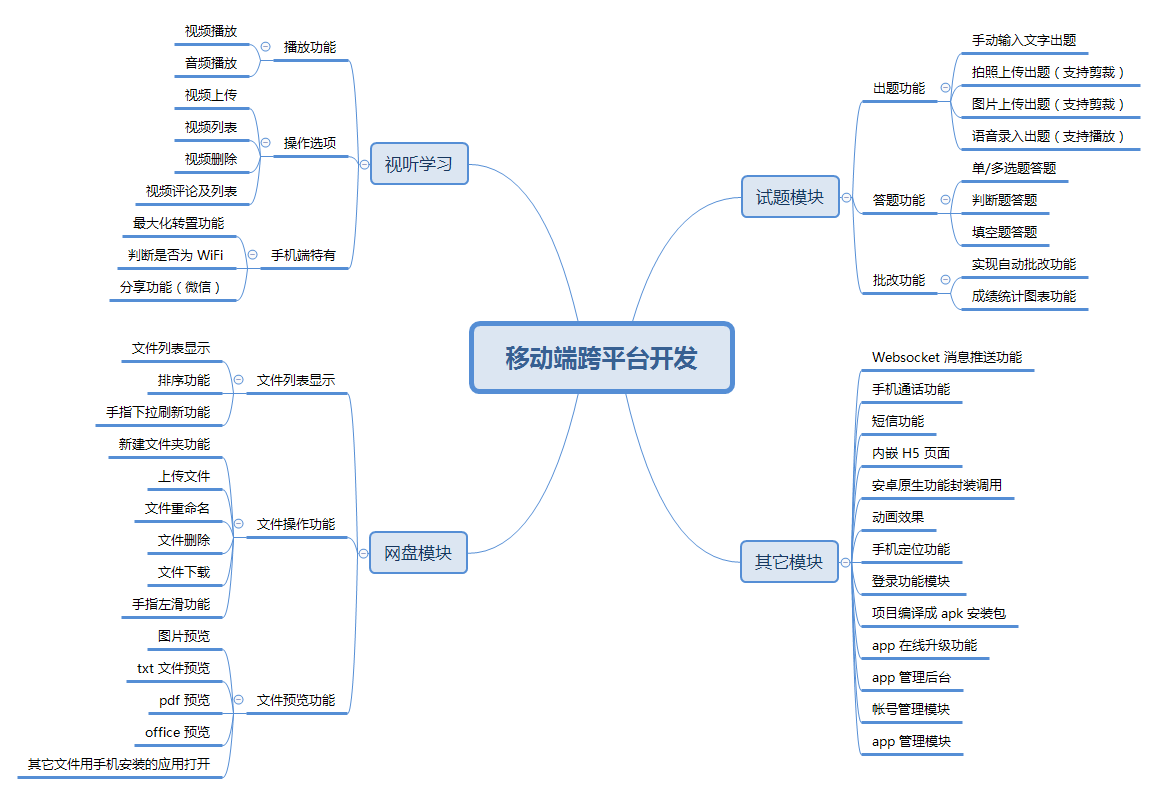 移动端跨平台开发
视听学习
播放功能
视频播放
音频播放
操作选项
视频上传
视频列表
视频删除
视频评论及列表
手机端特有
最大化转置功能
判断是否为 WiFi
分享功能（微信）
网盘模块
文件列表显示
文件列表显示
排序功能
手指下拉刷新功能
文件操作功能
新建文件夹功能
上传文件
文件重命名
文件删除
文件下载
手指左滑功能
文件预览功能
图片预览
txt 文件预览
pdf 预览
office 预览
其它文件用手机安装的应用打开
试题模块
出题功能
手动输入文字出题
拍照上传出题（支持剪裁）
图片上传出题（支持剪裁）
语音录入出题（支持播放）
答题功能
单/多选题答题
判断题答题
填空题答题
批改功能
实现自动批改功能
成绩统计图表功能
其它模块
Websocket 消息推送功能
手机通话功能
短信功能
内嵌 H5 页面
安卓原生功能封装调用
动画效果
手机定位功能
登录功能模块
项目编译成 apk 安装包
app 在线升级功能
app 管理后台
帐号管理模块
app 管理模块